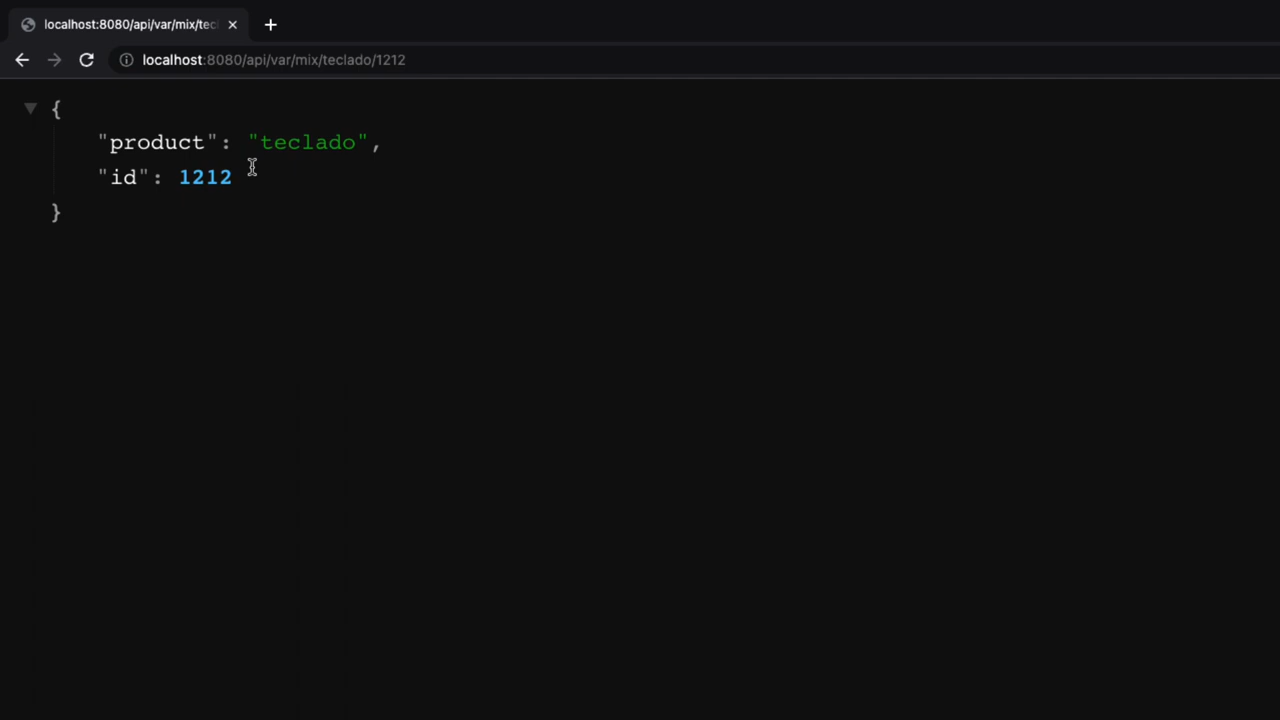 localhost:8080/api/var/mix/tec
localhost:8080/api/var/mix/teclado/1212
{
"product": "teclado",
"id": 1212
}